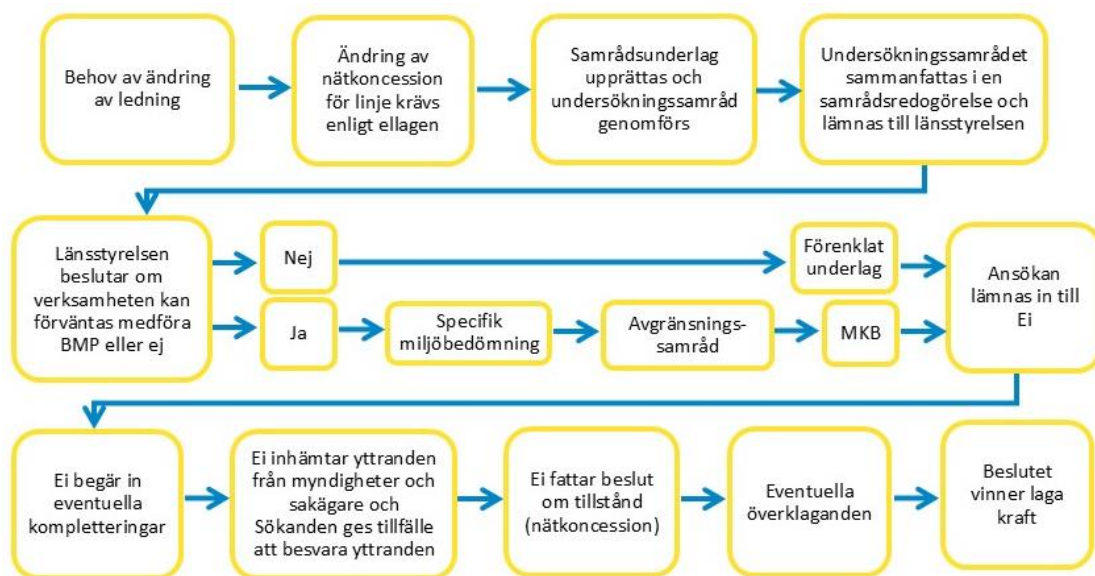 Behov av ändring
av ledning
Ändring av
nätkoncession
för linje krävs
enligt ellagen
Samrådsunderlag
upprättas och
undersökningssamråd
genomförs
Undersökningssamrådet
sammanfattas i en
samrådsredogörelse och
lämnas till länsstyrelsen
Länsstyrelsen
beslutar om
verksamheten kan
förväntas medföra
BMP eller ej
Nej
Förenklat
underlag
Ja
Specifik
miljöbedömning
Avgränsnings-
samråd
MKB
Ansökan
lämnas in till
Ei
Ei begär in
eventuella
kompletteringar
Ei inhämtar yttranden
från myndigheter och
sakägare och
Sökanden ges tillfälle
att besvara yttranden
Ei fattar beslut
om tillstånd
(nätkoncession)
Eventuella
överklaganden
Beslutet
vinner laga
kraft